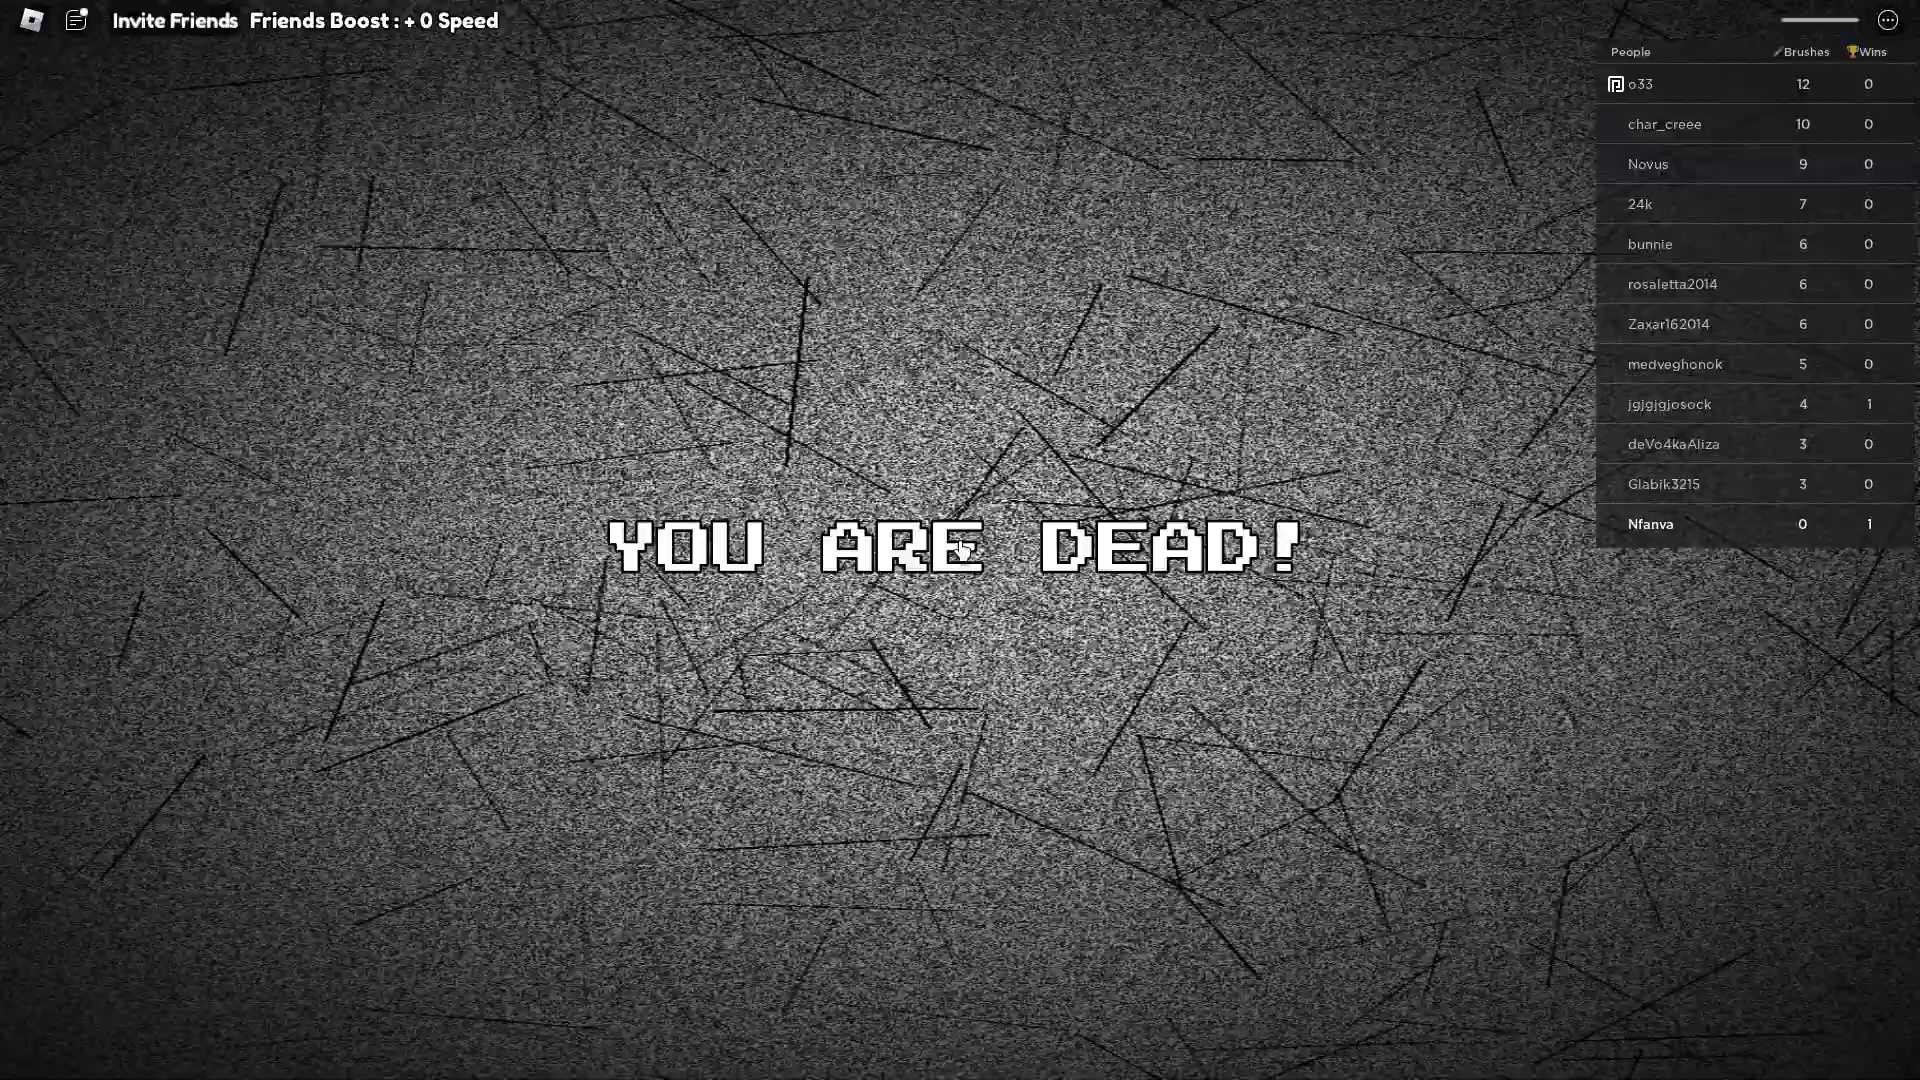 Invite Friends Friends Boost : + 0 Speed
People Brushes Wins
o33 12 0
char_creee 10 0
Novus 9 0
24k 7 0
bunnie 6 0
rosaletta2014 6 0
Zaxar162014 6 0
medveghonok 5 0
jgjgjgjosock 4 1
deVo4kaAliza 3 0
Glabik3215 3 0
Nfanva 0 1
YOU ARE DEAD!